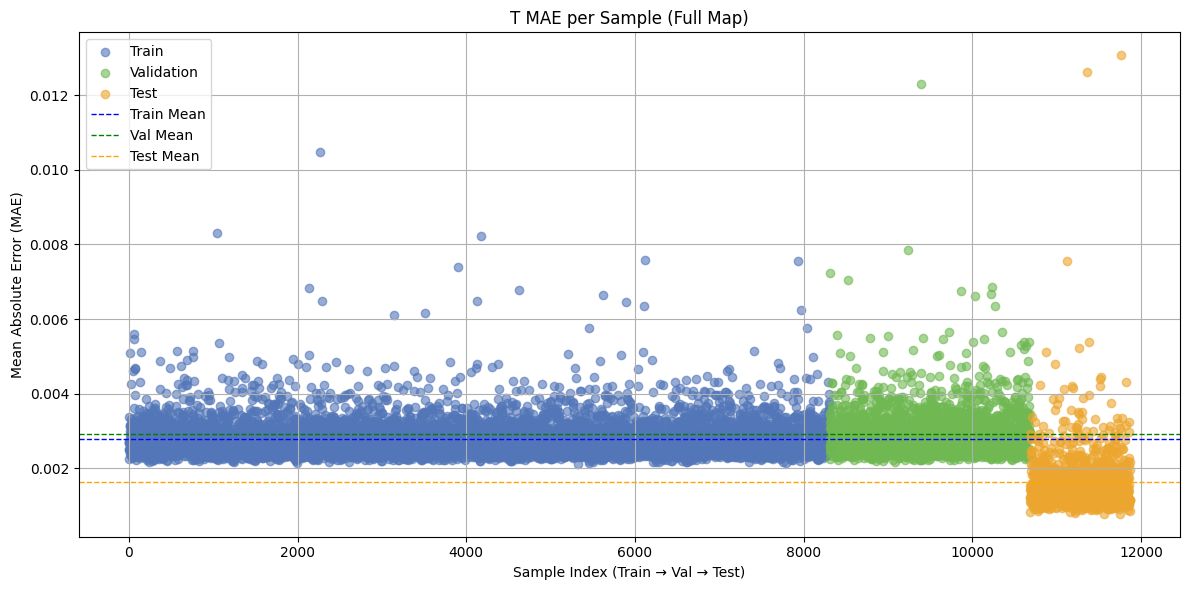 T MAE per Sample (Full Map)
Train
Validation
Test
Train Mean
Val Mean
Test Mean
Mean Absolute Error (MAE)
0.012
0.010
0.008
0.006
0.004
0.002
0 2000 4000 6000 8000 10000 12000
Sample Index (Train → Val → Test)